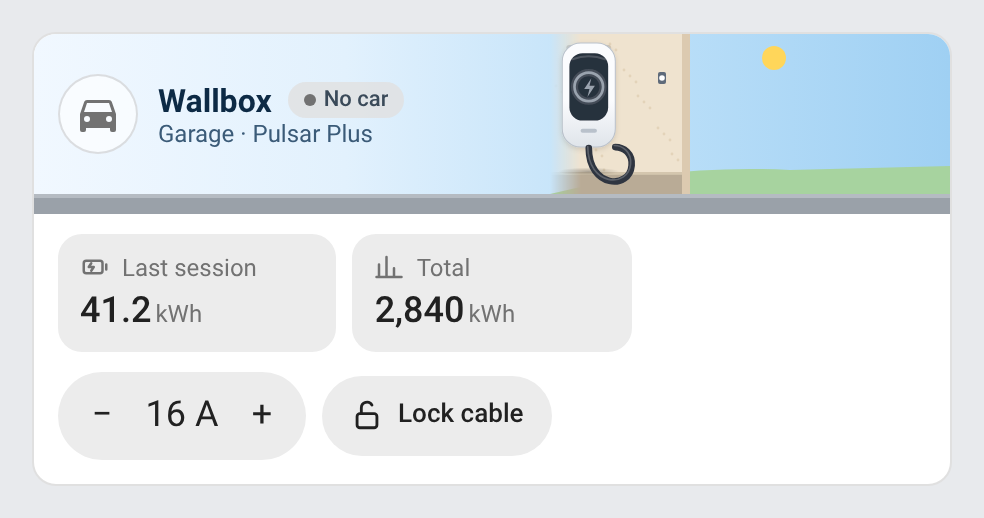 Wallbox
No car
Garage · Pulsar Plus
Last session
41.2 kWh
Total
2,840 kWh
− 16 A +
Lock cable